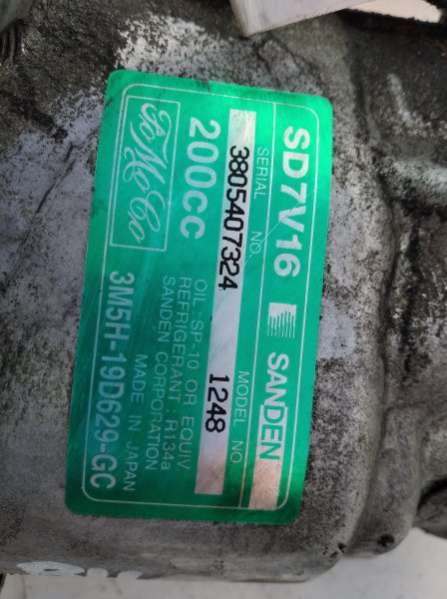 SD7V16 SANDEN
SERIAL NO. MODEL NO
3805407324 1248
200CC
OIL: SP-10 OR EQUIV.
REFRIGERANT: R134a
SANDEN CORPORATION
MADE IN JAPAN
FoMoCo
3M5H-19D629-GC